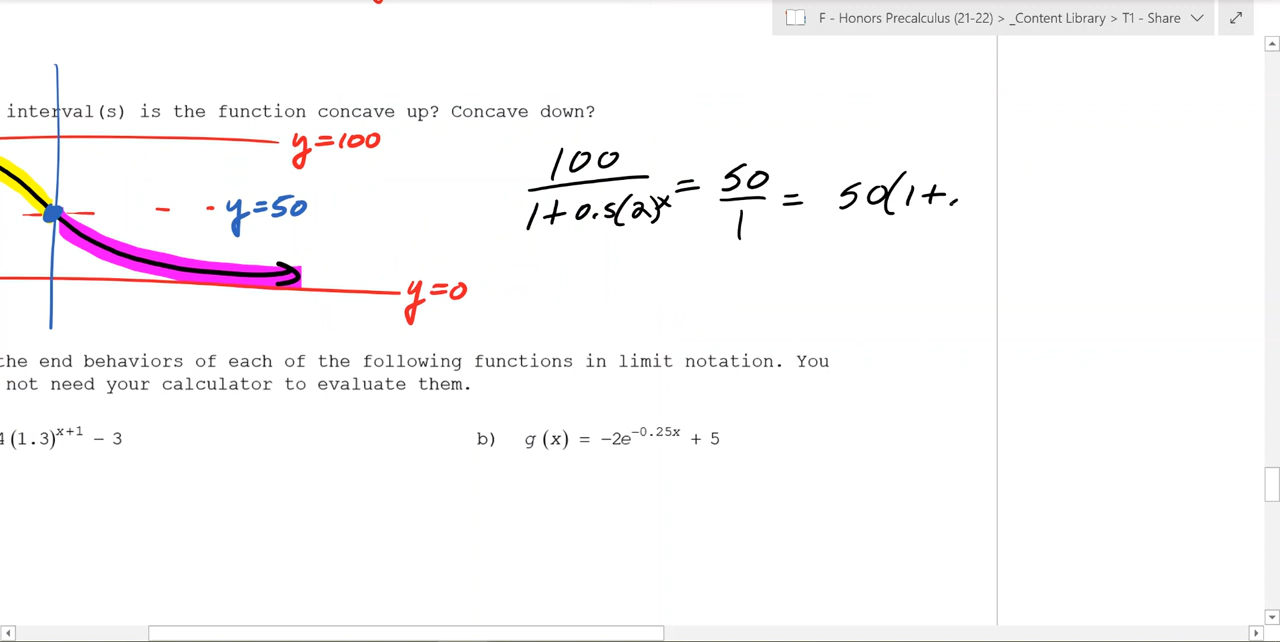 F - Honors Precalculus (21-22) > _Content Library > T1 - Share
interval(s) is the function concave up? Concave down?
y=100
100/1+0.5(2)^x = 50/1 = 50(1+.
y=50
y=0
the end behaviors of each of the following functions in limit notation. You
not need your calculator to evaluate them.
4(1.3)^x+1 − 3
b) g(x) = −2e^−0.25x + 5